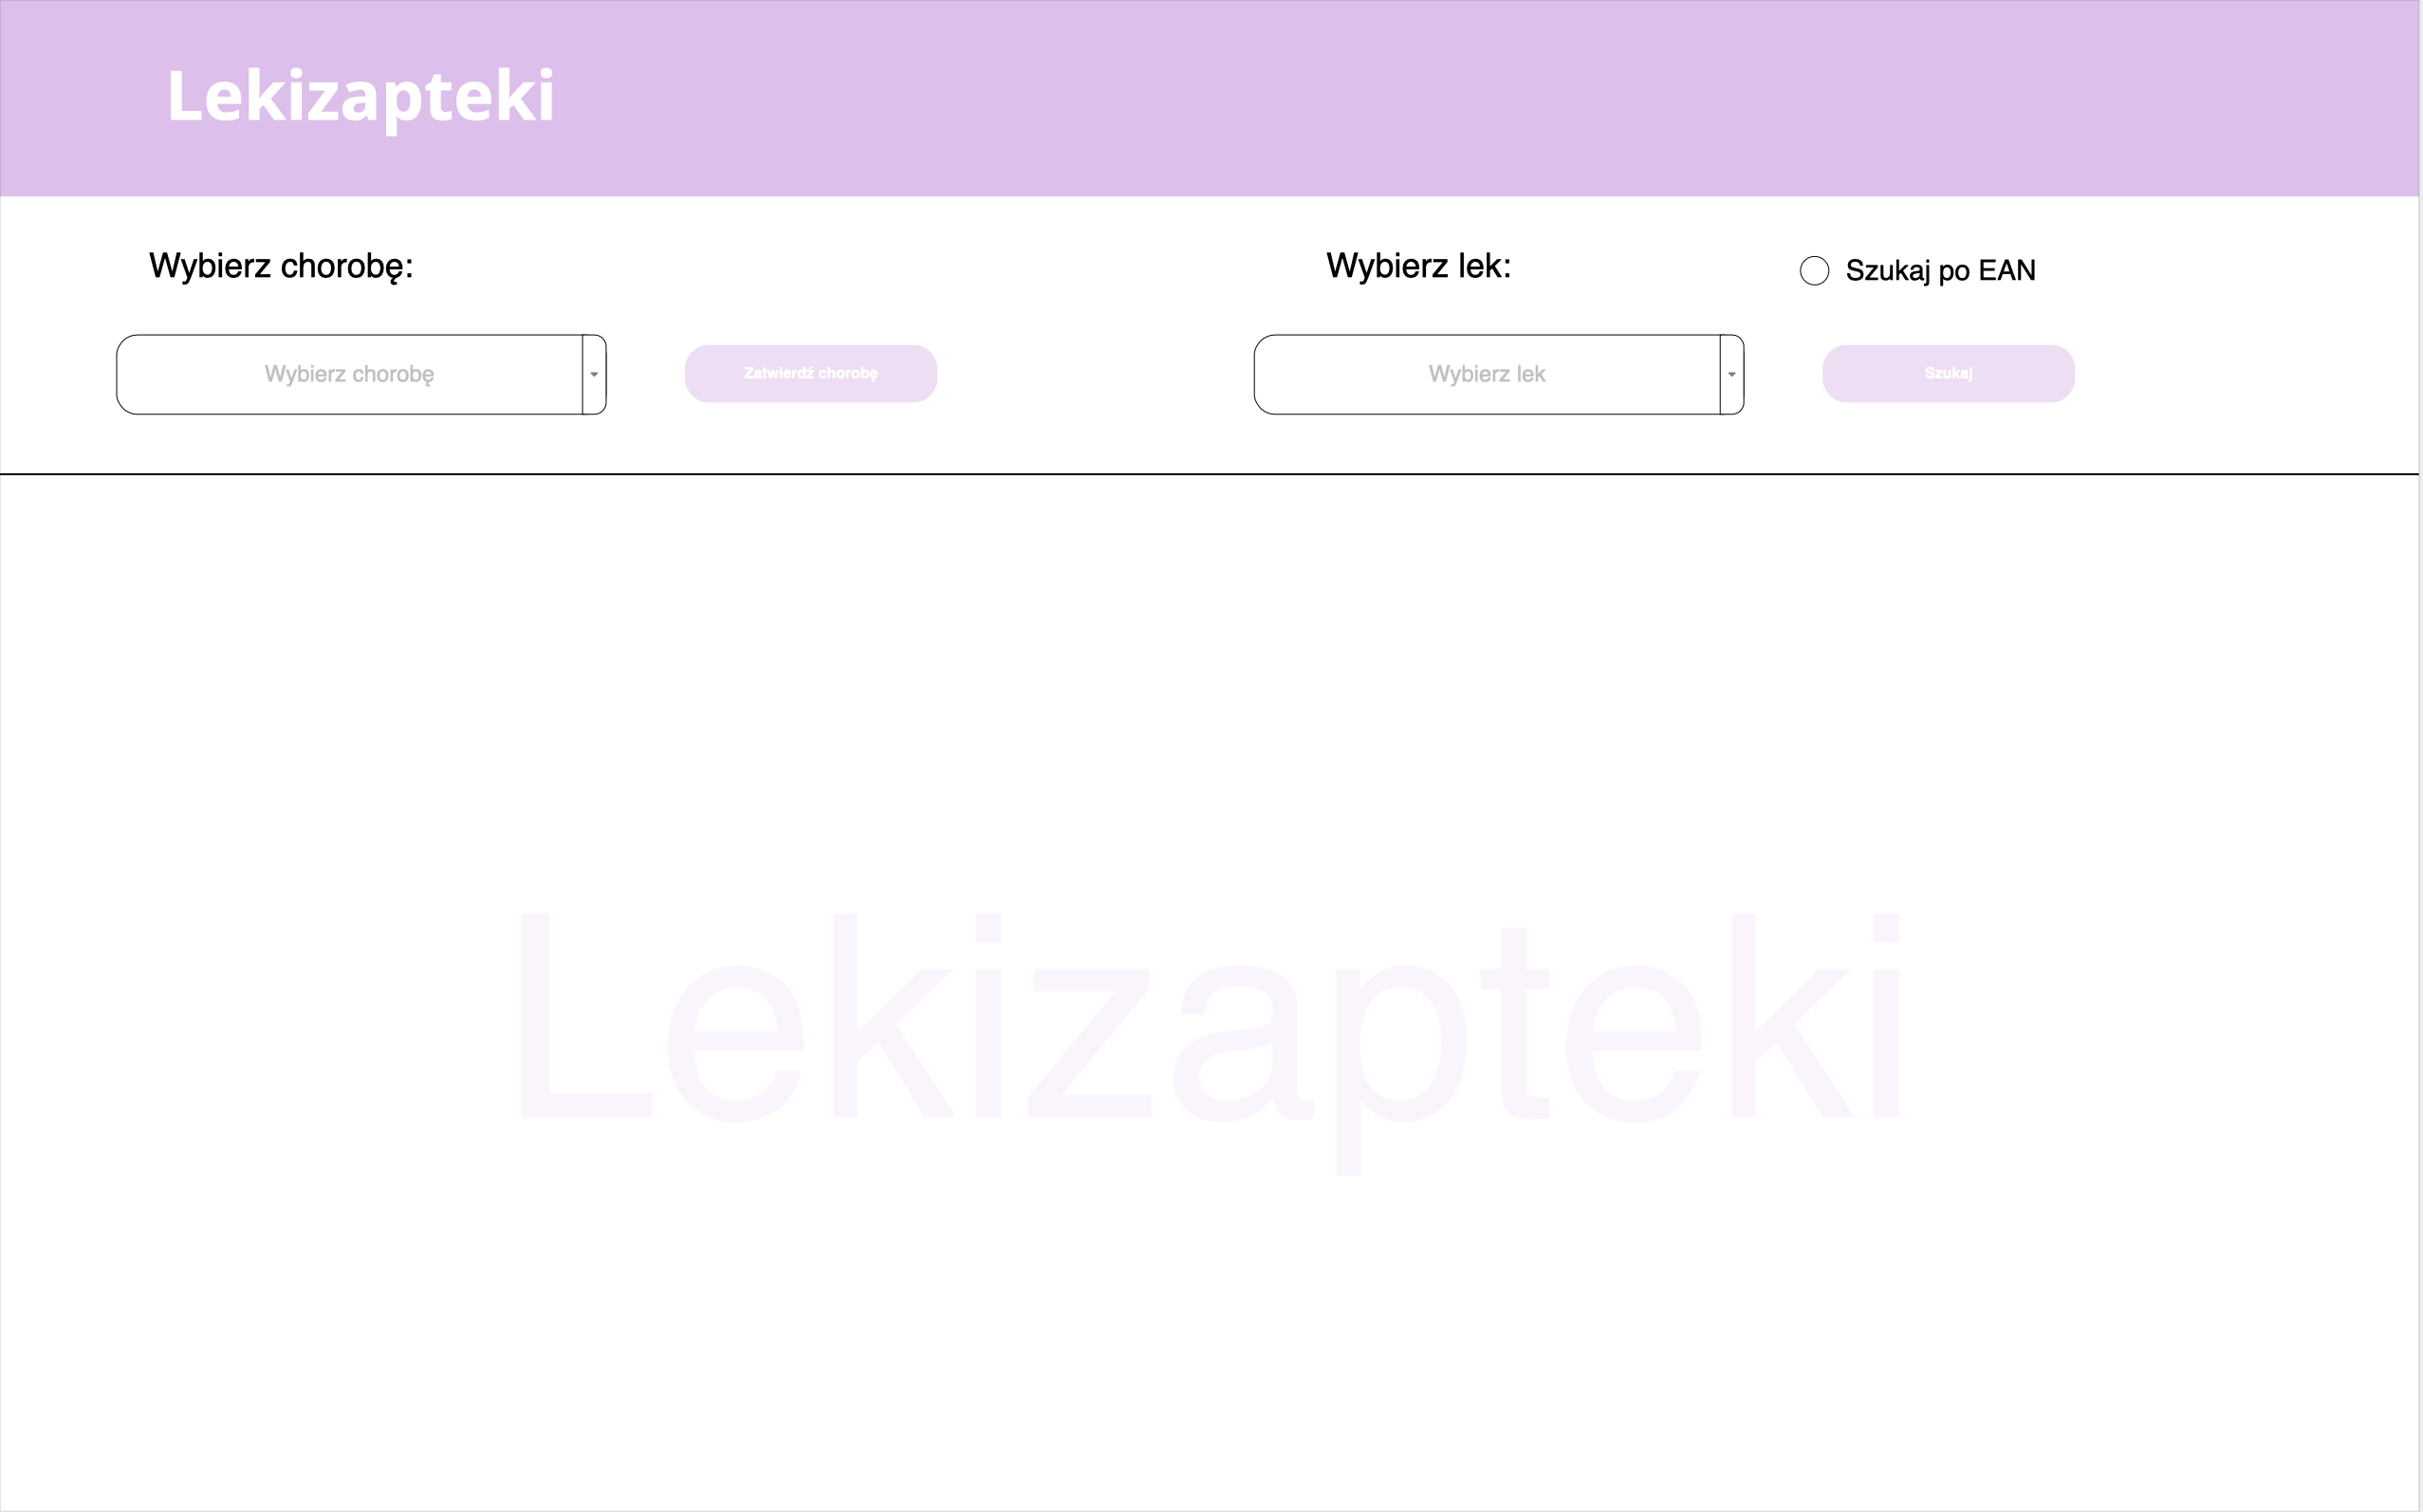 Lekizapteki
Wybierz chorobę:
Wybierz lek:
Szukaj po EAN
Wybierz chorobę
Zatwierdź chorobę
Wybierz lek
Szukaj
Lekizapteki